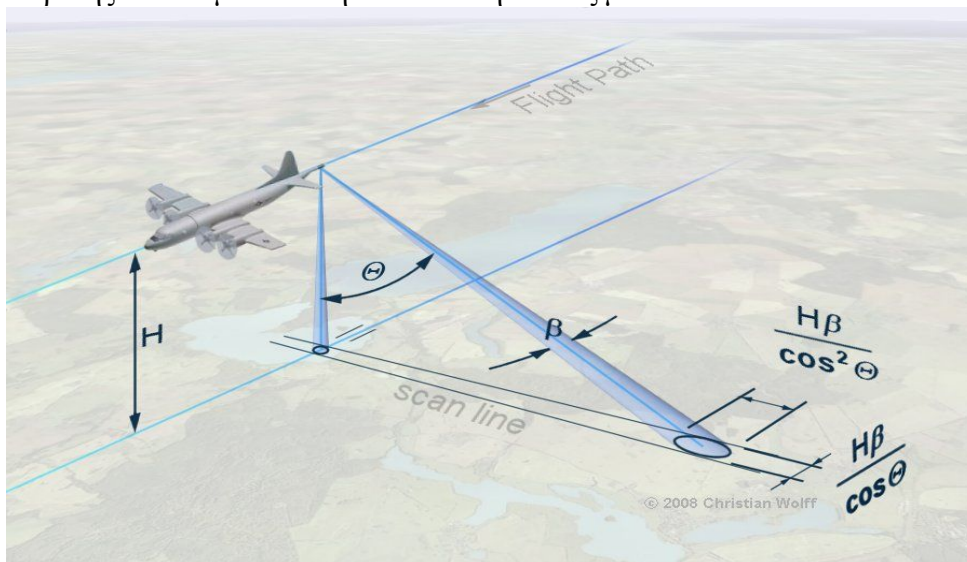 Flight Path
Θ
H
β
Hβ
cos² Θ
scan line
Hβ
cos Θ
© 2008 Christian Wolff